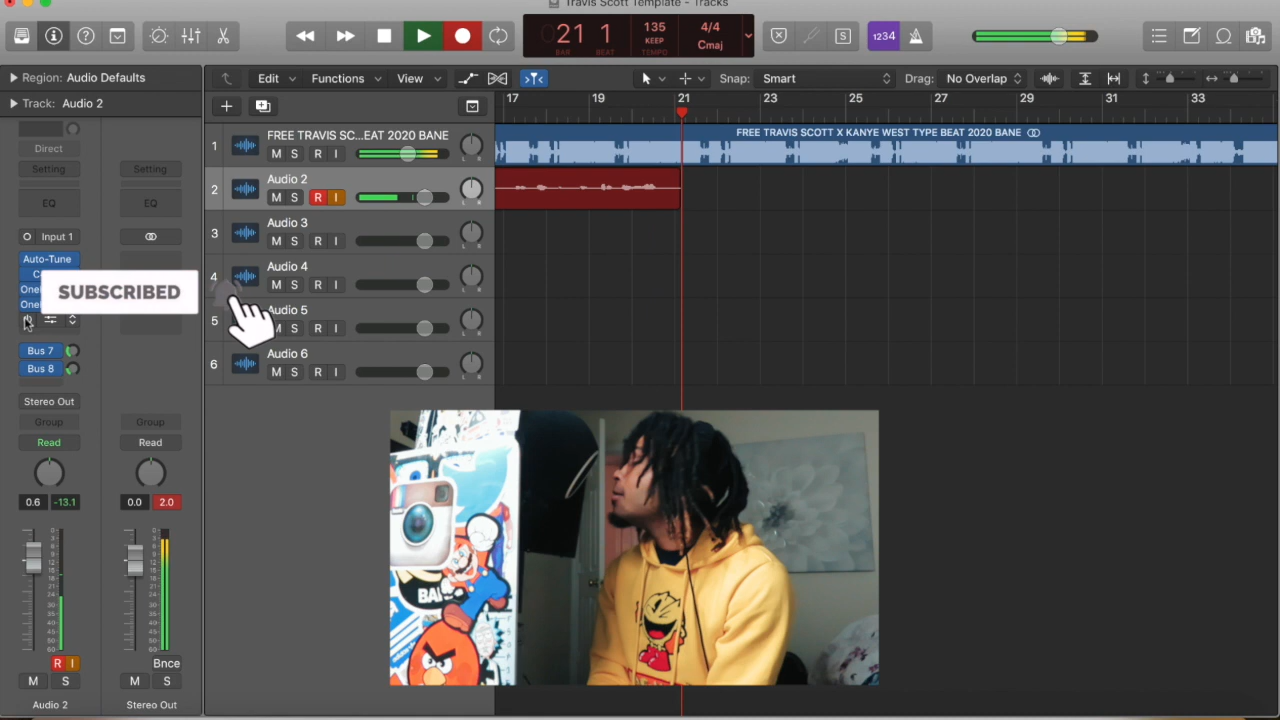 Travis Scott Template - Tracks
21 1
BAR BEAT
135
KEEP
TEMPO
4/4
Cmaj
1234
Region: Audio Defaults
Edit
Functions
View
Snap: Smart
Drag: No Overlap
Track: Audio 2
17 19 21 23 25 27 29 31 33
Direct
Setting
Setting
EQ
EQ
Input 1
Auto-Tune
SUBSCRIBED
Bus 7
Bus 8
Stereo Out
Group
Group
Read
Read
0.6 -13.1
0.0 2.0
R I
Bnce
M S
M S
Audio 2
Stereo Out
1
FREE TRAVIS SC...EAT 2020 BANE
M S R I
2
Audio 2
M S R I
3
Audio 3
M S R I
4
Audio 4
M S R I
5
Audio 5
M S R I
6
Audio 6
M S R I
FREE TRAVIS SCOTT X KANYE WEST TYPE BEAT 2020 BANE